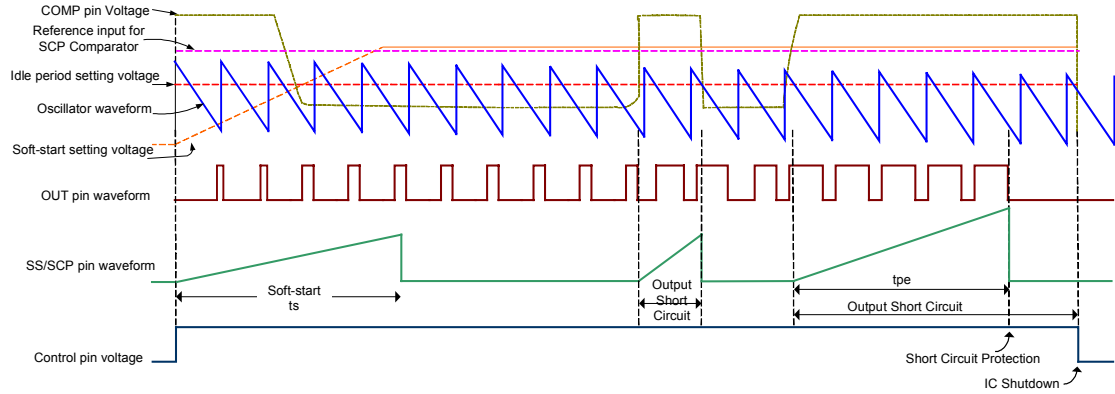 COMP pin Voltage
Reference input for
SCP Comparator
Idle period setting voltage
Oscillator waveform
Soft-start setting voltage
OUT pin waveform
SS/SCP pin waveform
Soft-start
ts
Output
Short
Circuit
tpe
Output Short Circuit
Control pin voltage
Short Circuit Protection
IC Shutdown